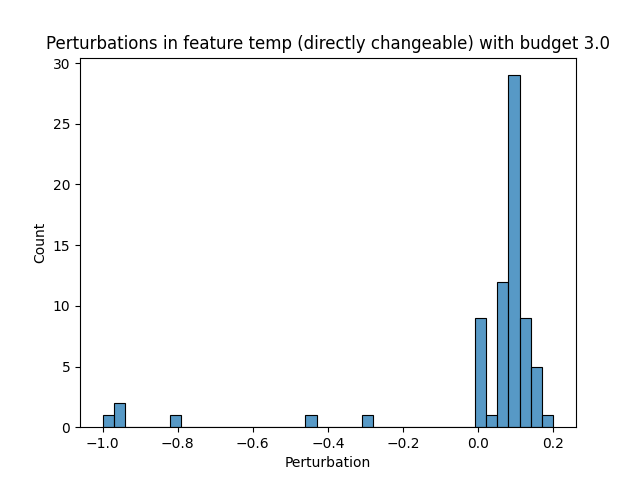 Perturbations in feature temp (directly changeable) with budget 3.0
30
25
20
15
10
5
0
Count
−1.0 −0.8 −0.6 −0.4 −0.2 0.0 0.2
Perturbation